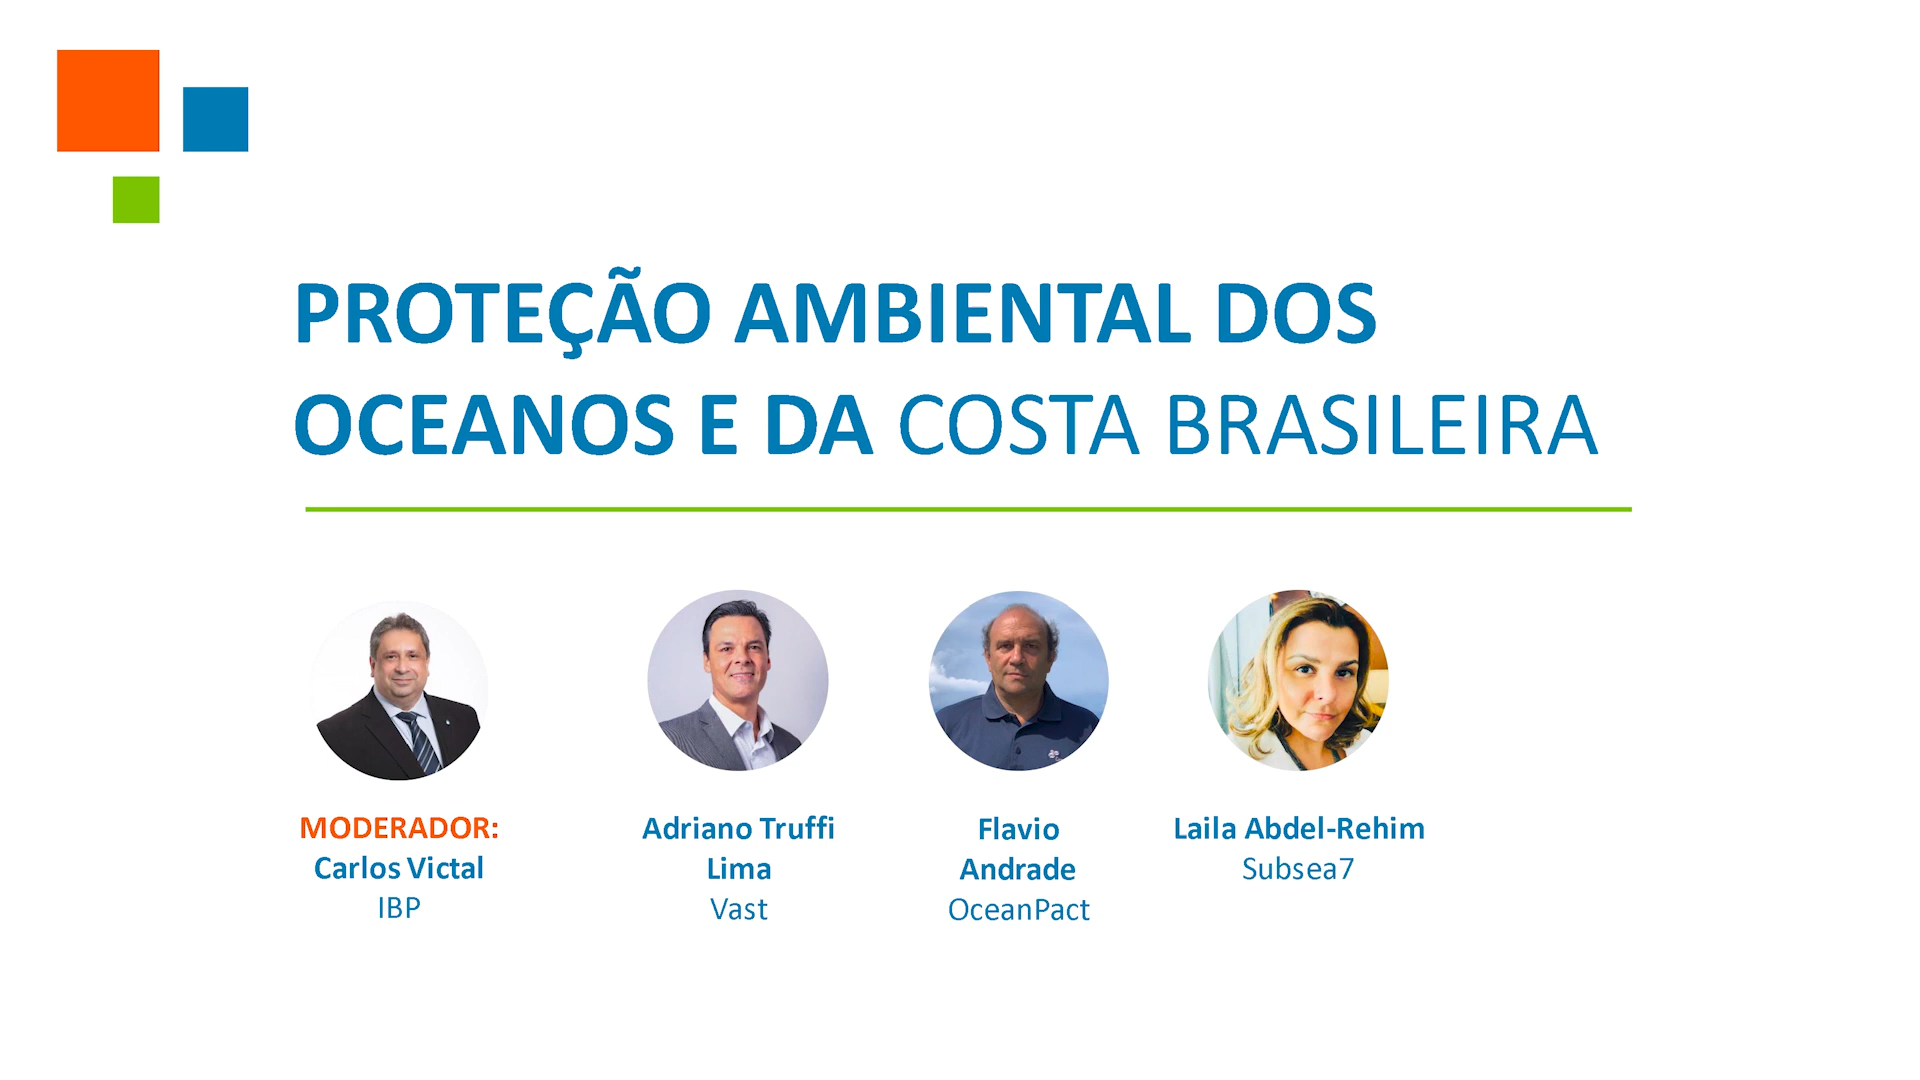 PROTEÇÃO AMBIENTAL DOS
OCEANOS E DA COSTA BRASILEIRA
MODERADOR:
Carlos Victal
IBP
Adriano Truffi
Lima
Vast
Flavio
Andrade
OceanPact
Laila Abdel-Rehim
Subsea7